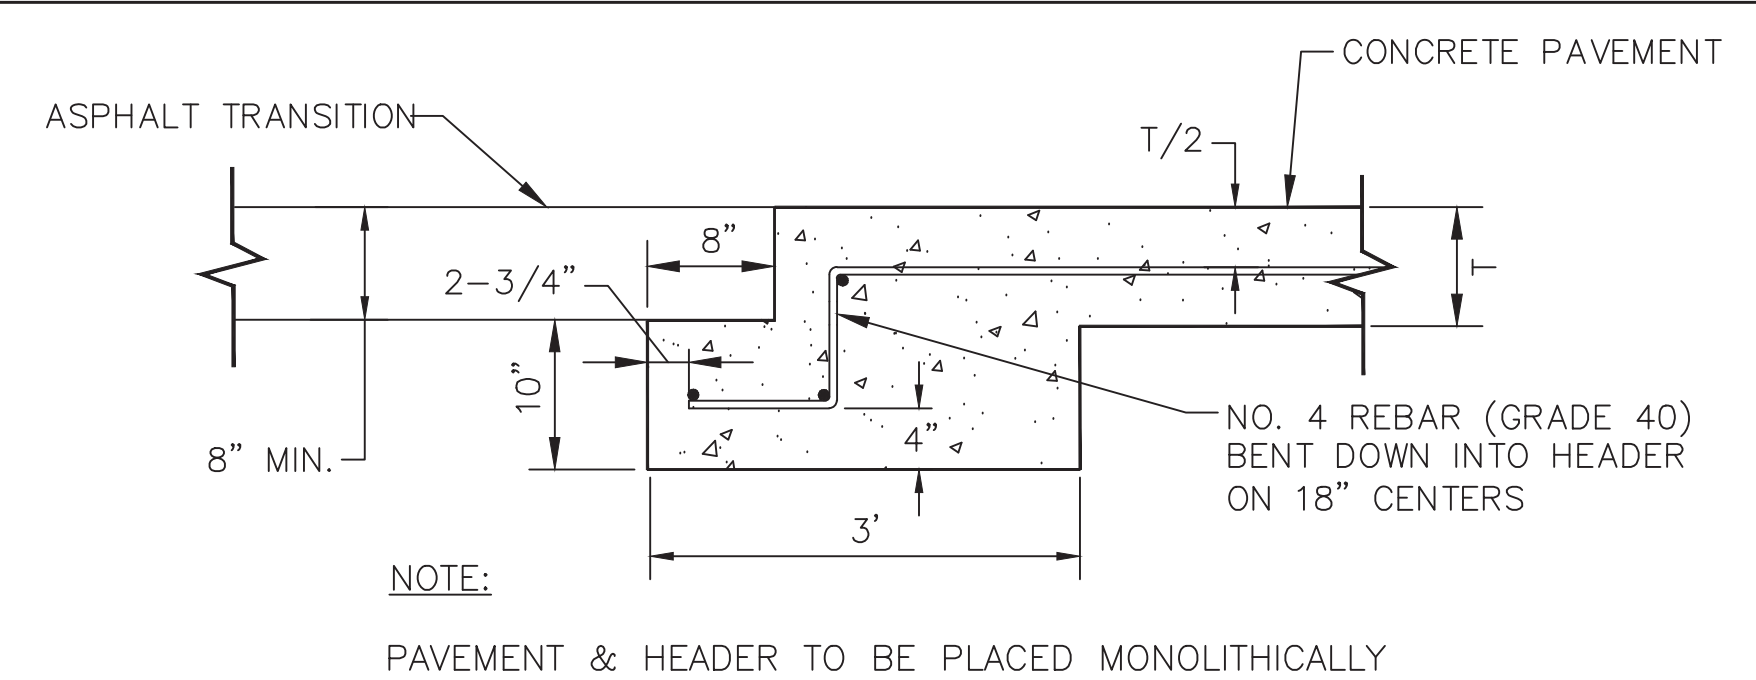 CONCRETE PAVEMENT
ASPHALT TRANSITION
T/2
8”
2-3/4”
T
10”
NO. 4 REBAR (GRADE 40)
BENT DOWN INTO HEADER
ON 18” CENTERS
4”
8” MIN.
3’
NOTE:
PAVEMENT & HEADER TO BE PLACED MONOLITHICALLY